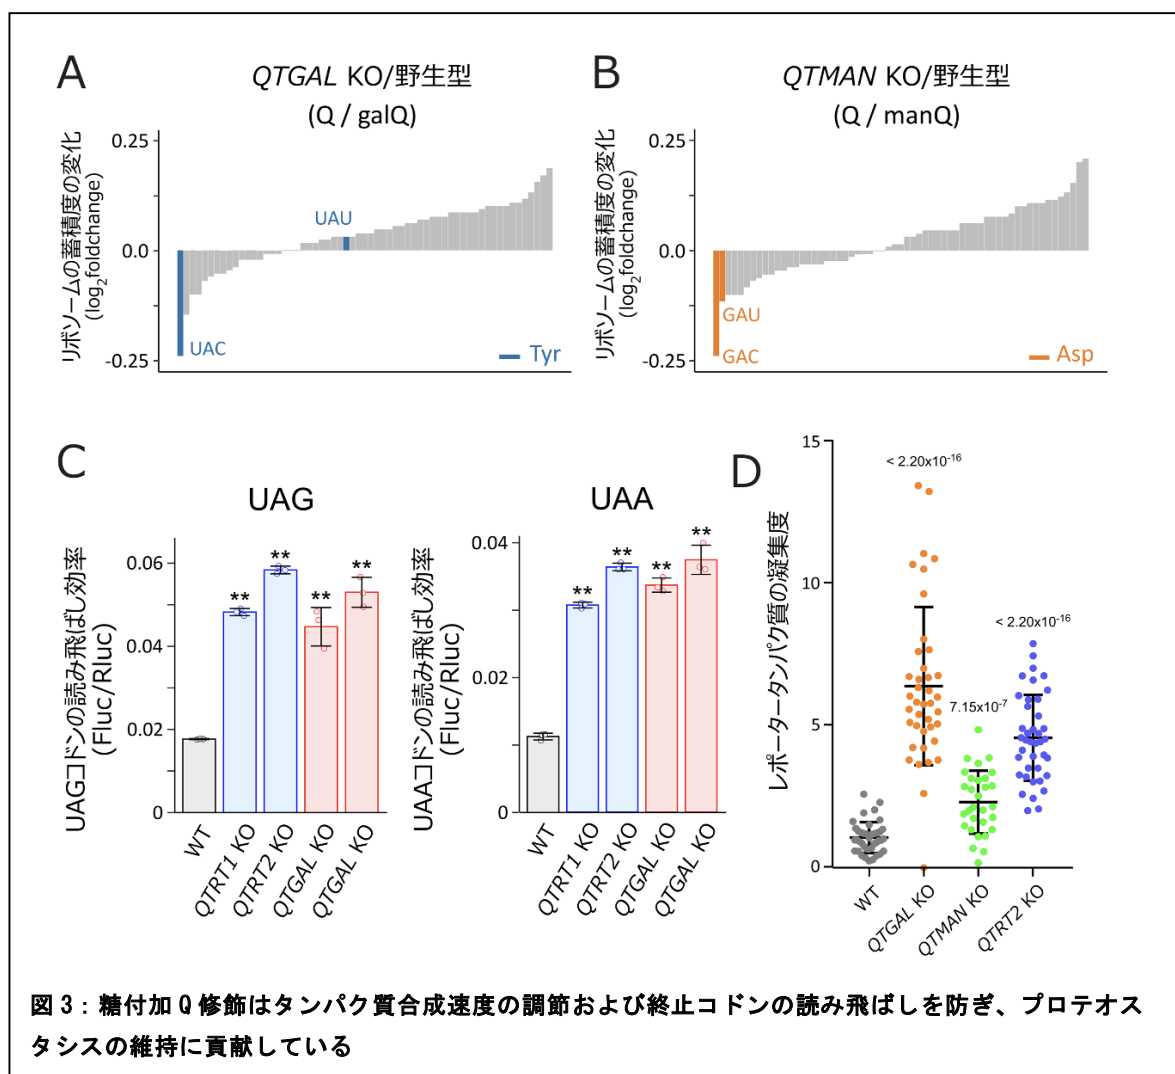 A
QTGAL KO/野生型
(Q / galQ)
リボソームの蓄積度の変化
(log2foldchange)
0.25
0.0
-0.25
UAU
UAC
Tyr
B
QTMAN KO/野生型
(Q / manQ)
リボソームの蓄積度の変化
(log2foldchange)
0.25
0.0
-0.25
GAU
GAC
Asp
C
UAG
UAGコドンの読み飛ばし効率
(Fluc/Rluc)
0.06
0.04
0.02
0
**
**
**
**
WT
QTRT1 KO
QTRT2 KO
QTGAL KO
QTGAL KO
UAA
UAAコドンの読み飛ばし効率
(Fluc/Rluc)
0.04
0.02
0
**
**
**
**
WT
QTRT1 KO
QTRT2 KO
QTGAL KO
QTGAL KO
D
レポータータンパク質の凝集度
15
10
5
0
< 2.20x10-16
7.15x10-7
< 2.20x10-16
WT
QTGAL KO
QTMAN KO
QTRT2 KO
図 3：糖付加 Q 修飾はタンパク質合成速度の調節および終止コドンの読み飛ばしを防ぎ、プロテオス
タシスの維持に貢献している